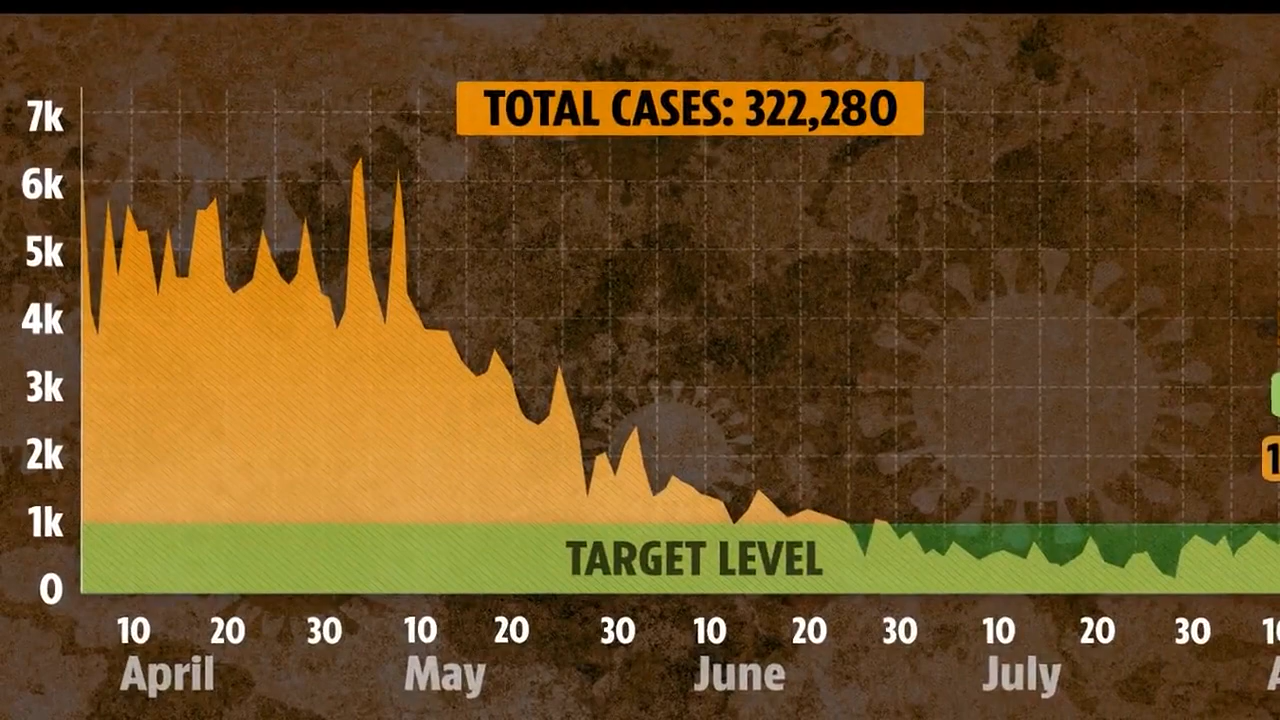 TOTAL CASES: 322,280
7k
6k
5k
4k
3k
2k
1k
0
TARGET LEVEL
10 20 30 10 20 30 10 20 30 10 20 30
April May June July